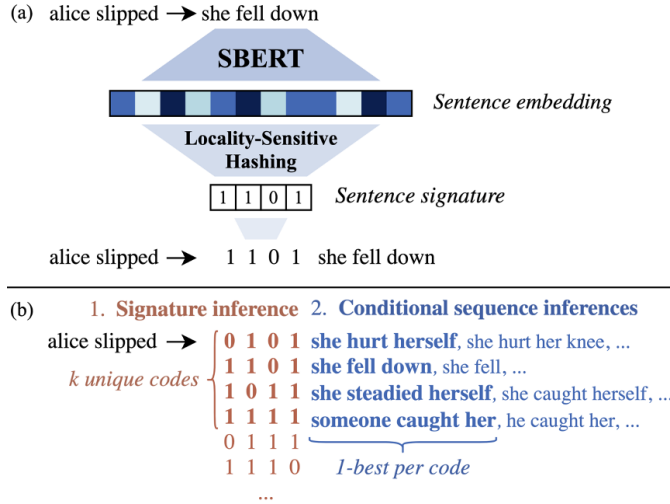 (a) alice slipped → she fell down
SBERT
Sentence embedding
Locality-Sensitive
Hashing
1 1 0 1 Sentence signature
alice slipped → 1 1 0 1 she fell down
(b) 1. Signature inference 2. Conditional sequence inferences
alice slipped → 0 1 0 1 she hurt herself, she hurt her knee, ...
k unique codes
1 1 0 1 she fell down, she fell, ...
1 0 1 1 she steadied herself, she caught herself, ...
1 1 1 1 someone caught her, he caught her, ...
0 1 1 1
1 1 1 0
1-best per code
...